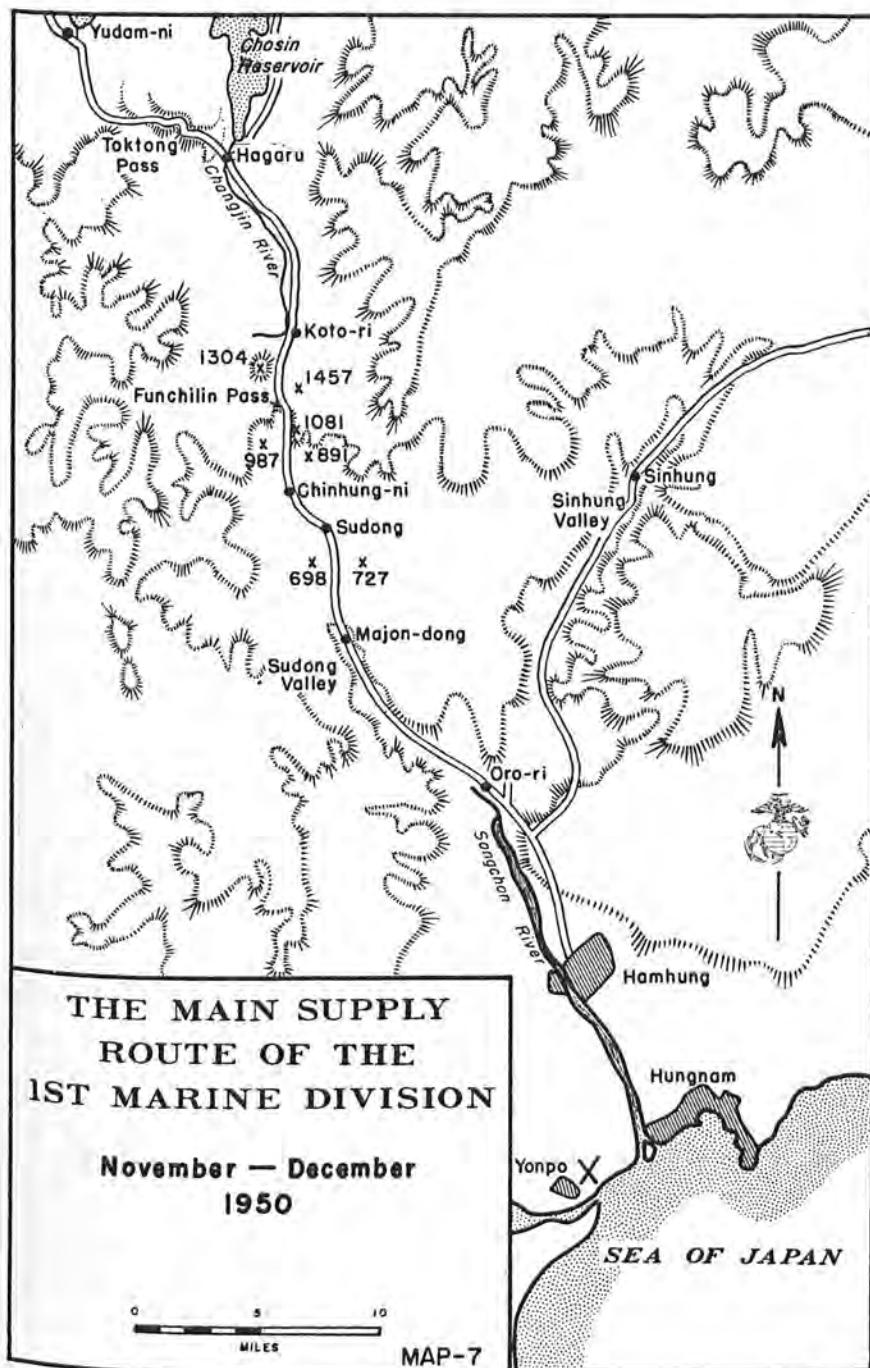 Yudam-ni
Chosin
Reservoir
Toktong
Pass
Hagaru
Changjin River
Koto-ri
1304
1457
Funchilin Pass
1081
987
891
Chinhung-ni
Sinhung
Sinhung
Valley
Sudong
698
727
Majon-dong
Sudong
Valley
N
Oro-ri
Songchon River
Hamhung
THE MAIN SUPPLY
ROUTE OF THE
1ST MARINE DIVISION
November — December
1950
Hungnam
Yonpo
SEA OF JAPAN
0 5 10
MILES
MAP-7